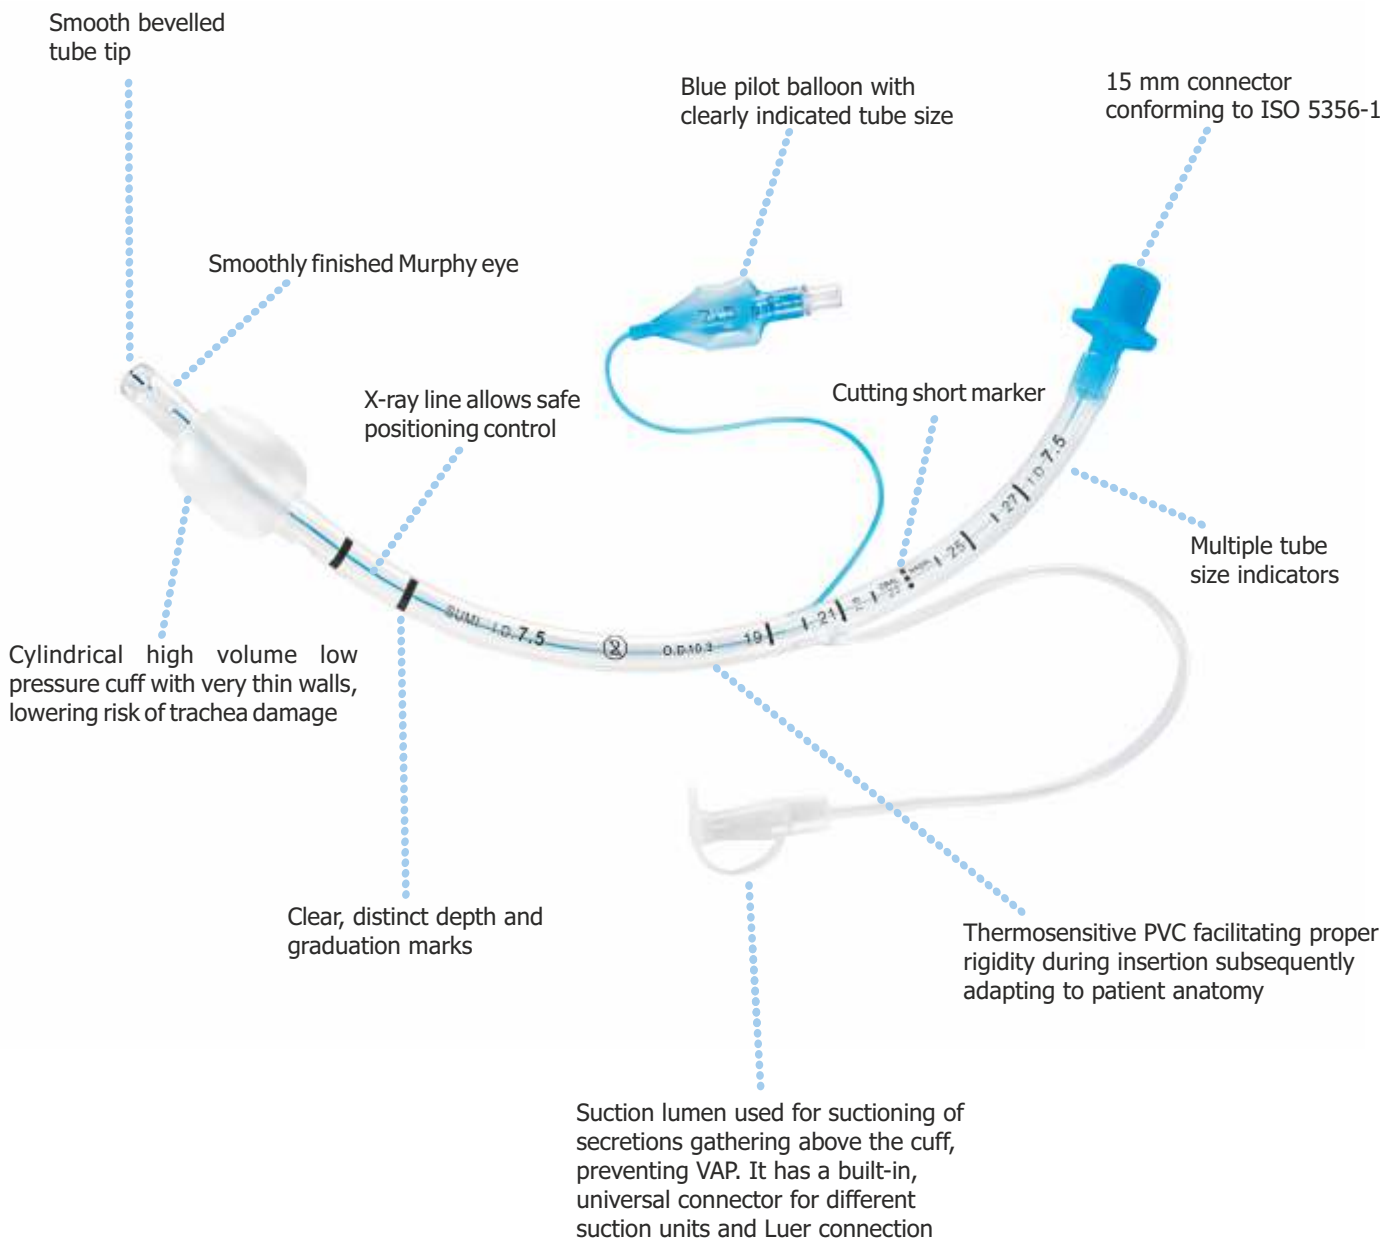 Smooth bevelled
tube tip
Blue pilot balloon with
clearly indicated tube size
15 mm connector
conforming to ISO 5356-1
Smoothly finished Murphy eye
X-ray line allows safe
positioning control
Cutting short marker
Multiple tube
size indicators
Cylindrical high volume low
pressure cuff with very thin walls,
lowering risk of trachea damage
SUMI I.D. 7.5
O.D.10.2
19
21
25
27
I.D 7.5
Clear, distinct depth and
graduation marks
Thermosensitive PVC facilitating proper
rigidity during insertion subsequently
adapting to patient anatomy
Suction lumen used for suctioning of
secretions gathering above the cuff,
preventing VAP. It has a built-in,
universal connector for different
suction units and Luer connection